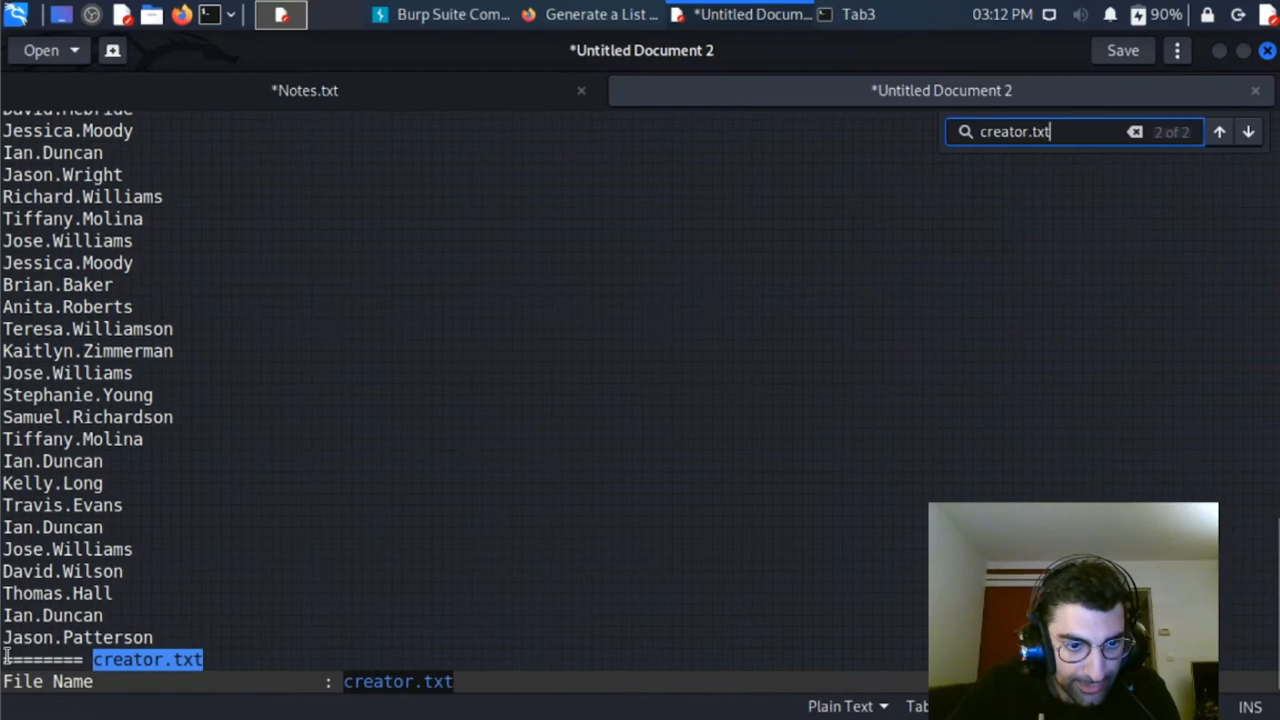 Burp Suite Com...
Generate a List ...
*Untitled Docum...
Tab3
03:12 PM
90%
Open
*Untitled Document 2
Save
*Notes.txt
*Untitled Document 2
creator.txt
2 of 2
Jessica.Moody
Ian.Duncan
Jason.Wright
Richard.Williams
Tiffany.Molina
Jose.Williams
Jessica.Moody
Brian.Baker
Anita.Roberts
Teresa.Williamson
Kaitlyn.Zimmerman
Jose.Williams
Stephanie.Young
Samuel.Richardson
Tiffany.Molina
Ian.Duncan
Kelly.Long
Travis.Evans
Ian.Duncan
Jose.Williams
David.Wilson
Thomas.Hall
Ian.Duncan
Jason.Patterson
======== creator.txt
File Name : creator.txt
Plain Text
Tab
INS